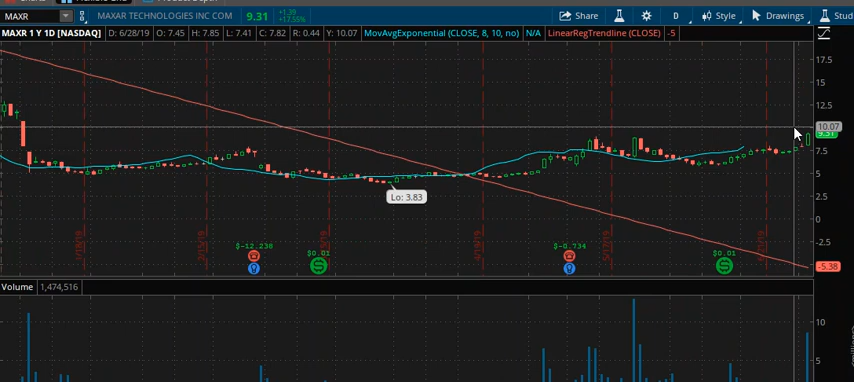 MAXR MAXAR TECHNOLOGIES INC COM 9.31 +1.39 +17.55% Share D Style Drawings Stud
MAXR 1 Y 1D [NASDAQ] D: 6/28/19 O: 7.45 H: 7.85 L: 7.41 C: 7.82 R: 0.44 Y: 10.07 MovAvgExponential (CLOSE, 8, 10, no) N/A LinearRegTrendline (CLOSE) -5
17.5
15
12.5
10.07
9.31
7.5
5
Lo: 3.83
2.5
0
-2.5
$-12.238 $0.01 $-8.734 $0.01
-5.38
Volume 1,474,516
10
5